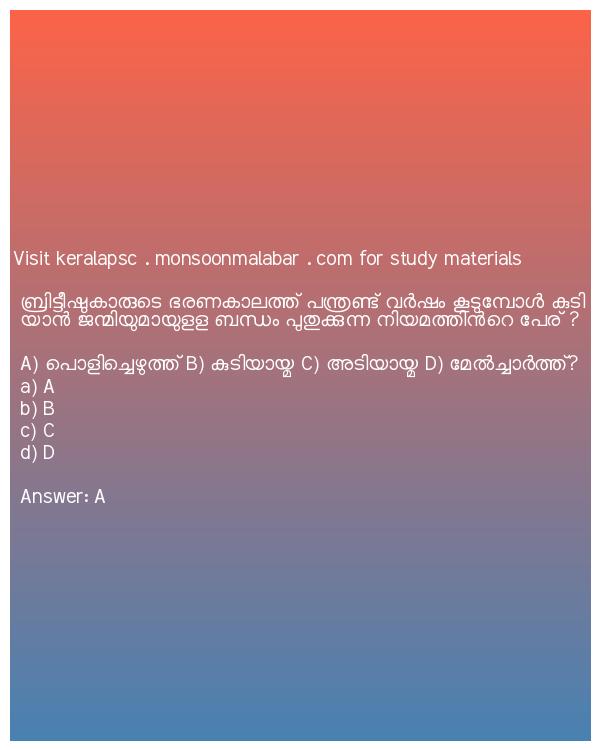 Visit keralapsc . monsoonmalabar . com for study materials
ബ്രിട്ടീഷുകാരുടെ ഭരണകാലത്ത് പന്ത്രണ്ട് വർഷം കൂടുമ്പോൾ കുടി
യാൻ ജന്മിയുമായുളള ബന്ധം പുതുക്കുന്ന നിയമത്തിൻറെ പേര് ?
A) പൊളിച്ചെഴുത്ത് B) കുടിയായ്മ C) അടിയായ്മ D) മേൽച്ചാർത്ത്?
a) A
b) B
c) C
d) D
Answer: A